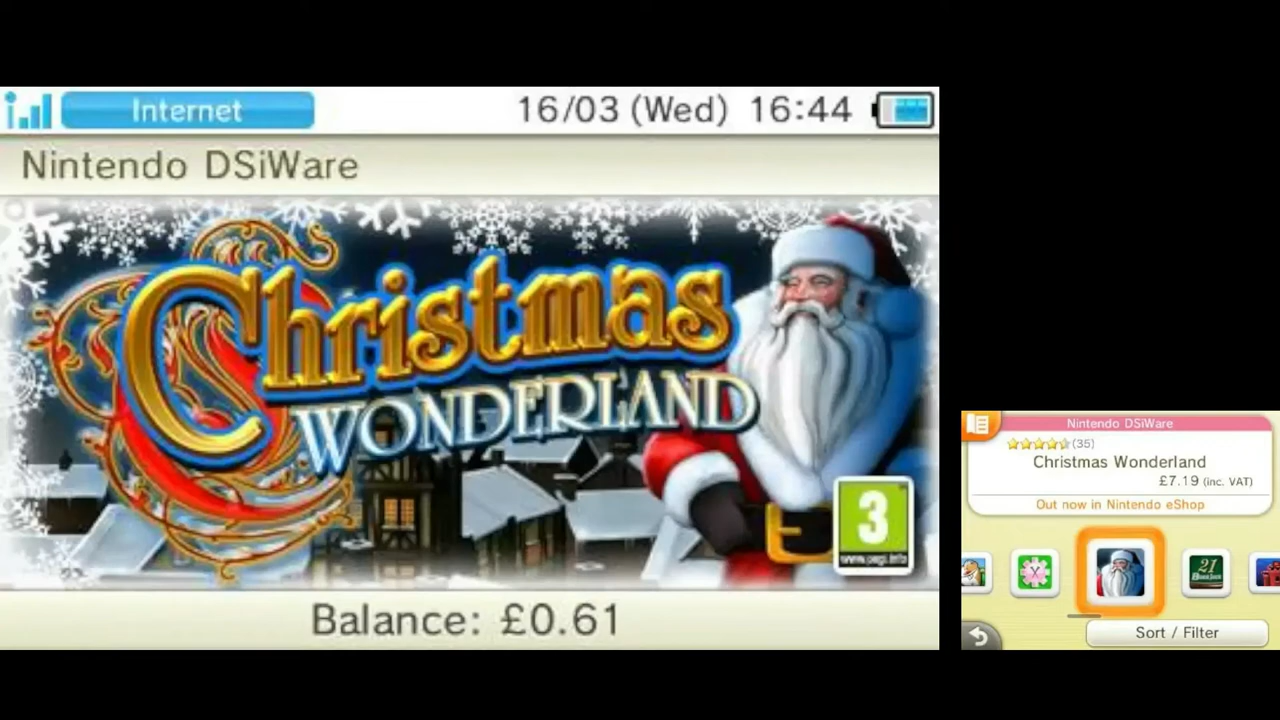 Internet
16/03 (Wed) 16:44
Nintendo DSiWare
Christmas
WONDERLAND
3
www.pegi.info
Balance: £0.61
Nintendo DSiWare
(35)
Christmas Wonderland
£7.19 (inc. VAT)
Out now in Nintendo eShop
21
Sort / Filter